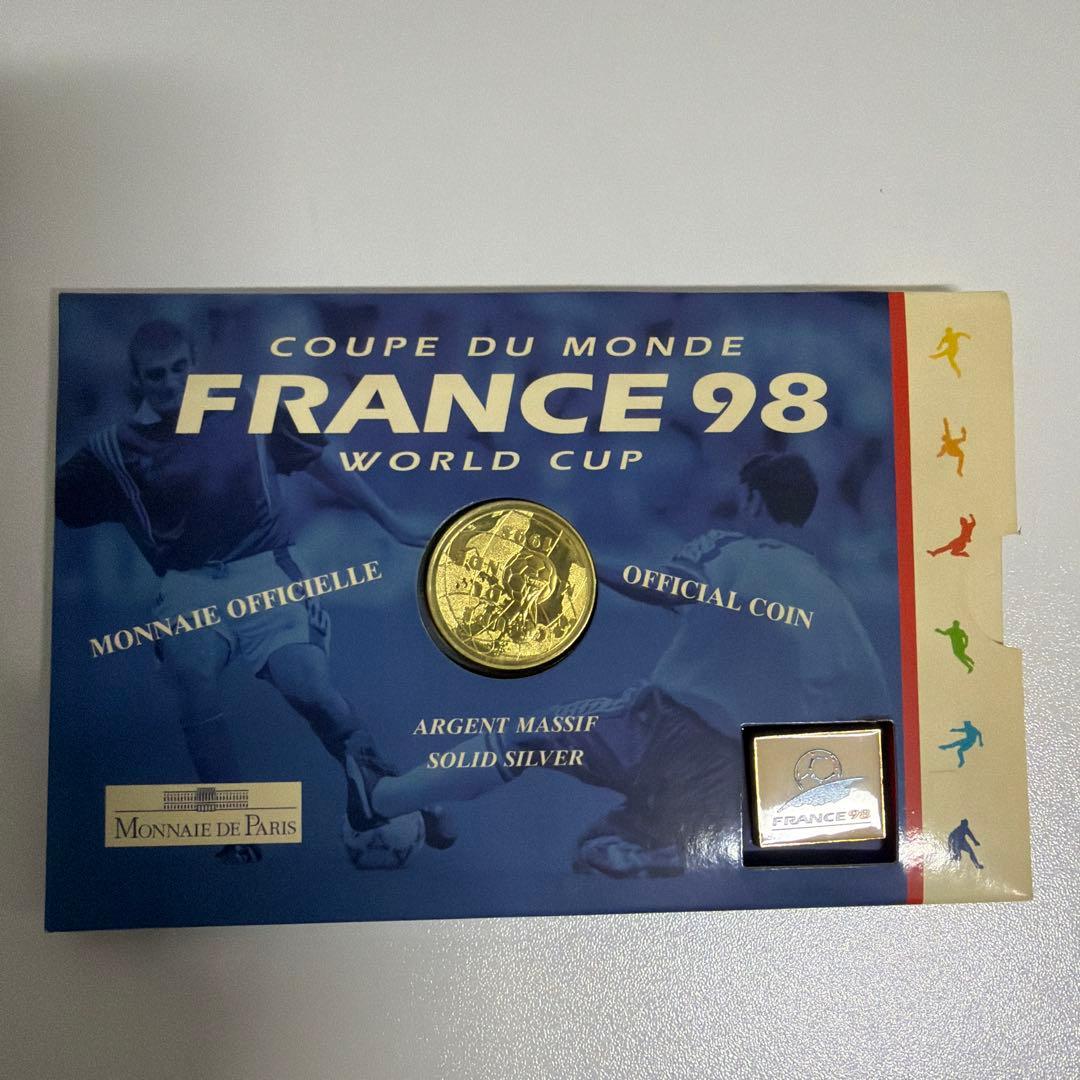 COUPE DU MONDE
FRANCE 98
WORLD CUP
MONNAIE OFFICIELLE
OFFICIAL COIN
ARGENT MASSIF
SOLID SILVER
MONNAIE DE PARIS
FRANCE 98